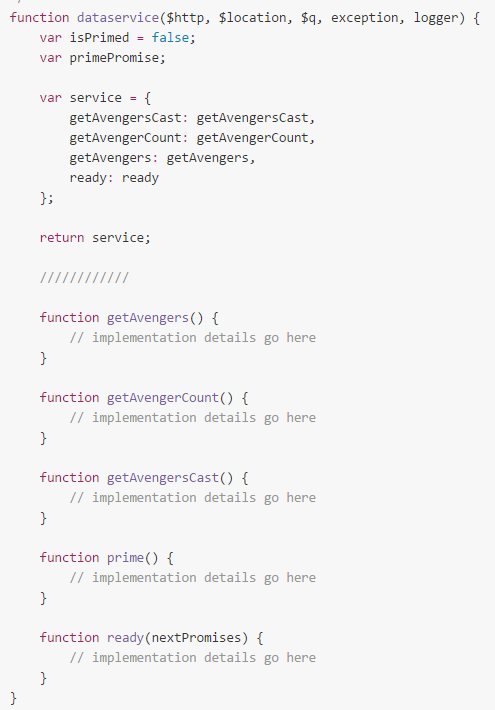 function dataservice($http, $location, $q, exception, logger) {
    var isPrimed = false;
    var primePromise;

    var service = {
        getAvengersCast: getAvengersCast,
        getAvengerCount: getAvengerCount,
        getAvengers: getAvengers,
        ready: ready
    };

    return service;

    ////////////

    function getAvengers() {
        // implementation details go here
    }

    function getAvengerCount() {
        // implementation details go here
    }

    function getAvengersCast() {
        // implementation details go here
    }

    function prime() {
        // implementation details go here
    }

    function ready(nextPromises) {
        // implementation details go here
    }
}